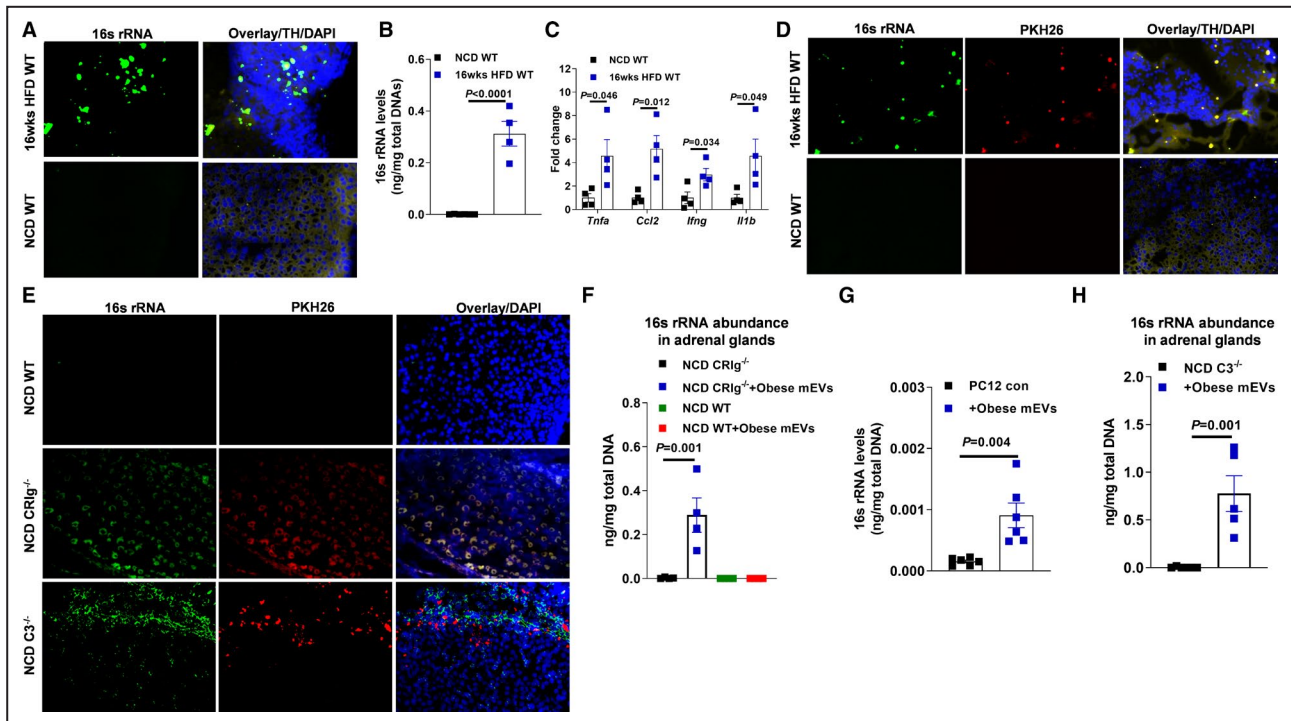 A
16s rRNA
Overlay/TH/DAPI
16wks HFD WT
NCD WT
B
NCD WT
16wks HFD WT
P<0.0001
16s rRNA levels
(ng/mg total DNAs)
0.6
0.4
0.2
0.0
C
NCD WT
16wks HFD WT
P=0.046
P=0.012
P=0.034
P=0.049
Fold change
14
12
10
8
6
4
2
0
Tnfa
Ccl2
Ifng
Il1b
D
16s rRNA
PKH26
Overlay/TH/DAPI
16wks HFD WT
NCD WT
E
16s rRNA
PKH26
Overlay/DAPI
NCD WT
NCD CRIg-/-
NCD C3-/-
F
16s rRNA abundance
in adrenal glands
NCD CRIg-/-
NCD CRIg-/-+Obese mEVs
NCD WT
NCD WT+Obese mEVs
P=0.001
ng/mg total DNA
0.8
0.6
0.4
0.2
0.0
G
PC12 con
+Obese mEVs
P=0.004
16s rRNA levels
(ng/mg total DNA)
0.003
0.002
0.001
0.000
H
16s rRNA abundance
in adrenal glands
NCD C3-/-
+Obese mEVs
P=0.001
ng/mg total DNA
2.0
1.5
1.0
0.5
0.0